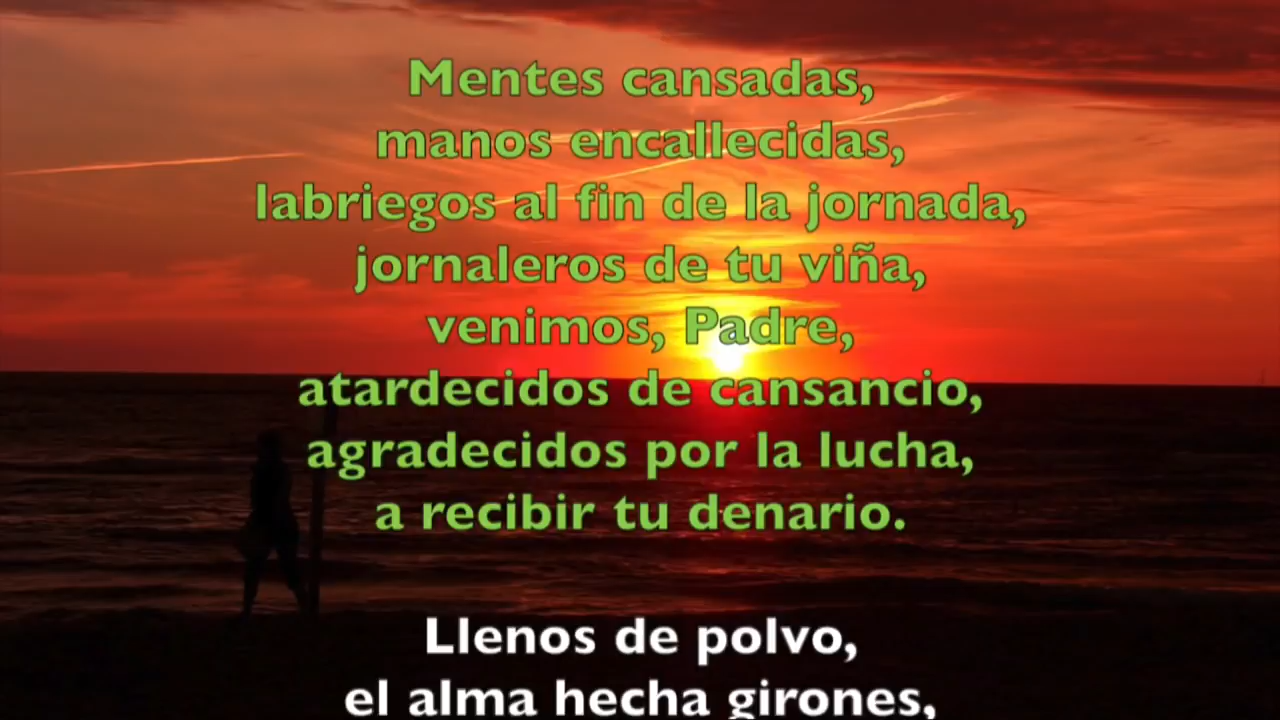 Mentes cansadas,
manos encallecidas,
labriegos al fin de la jornada,
jornaleros de tu viña,
venimos, Padre,
atardecidos de cansancio,
agradecidos por la lucha,
a recibir tu denario.
Llenos de polvo,
el alma hecha girones,